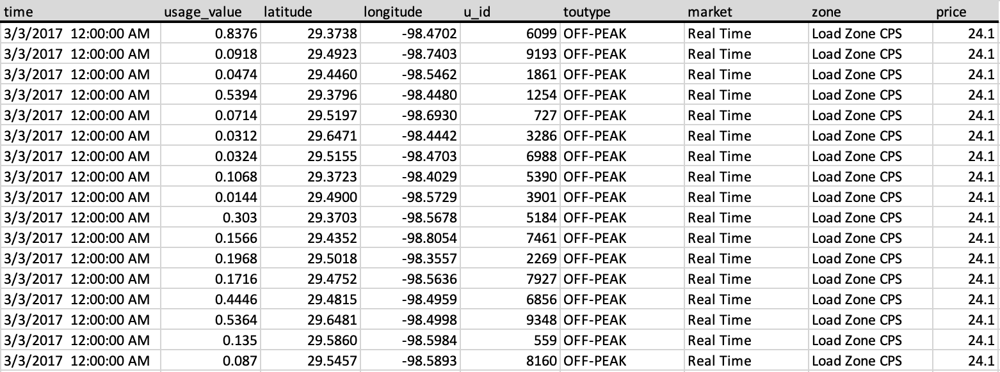 time usage_value latitude longitude u_id toutype market zone price
3/3/2017 12:00:00 AM 0.8376 29.3738 -98.4702 6099 OFF-PEAK Real Time Load Zone CPS 24.1
3/3/2017 12:00:00 AM 0.0918 29.4923 -98.7403 9193 OFF-PEAK Real Time Load Zone CPS 24.1
3/3/2017 12:00:00 AM 0.0474 29.4460 -98.5462 1861 OFF-PEAK Real Time Load Zone CPS 24.1
3/3/2017 12:00:00 AM 0.5394 29.3796 -98.4480 1254 OFF-PEAK Real Time Load Zone CPS 24.1
3/3/2017 12:00:00 AM 0.0714 29.5197 -98.6930 727 OFF-PEAK Real Time Load Zone CPS 24.1
3/3/2017 12:00:00 AM 0.0312 29.6471 -98.4442 3286 OFF-PEAK Real Time Load Zone CPS 24.1
3/3/2017 12:00:00 AM 0.0324 29.5155 -98.4703 6988 OFF-PEAK Real Time Load Zone CPS 24.1
3/3/2017 12:00:00 AM 0.1068 29.3723 -98.4029 5390 OFF-PEAK Real Time Load Zone CPS 24.1
3/3/2017 12:00:00 AM 0.0144 29.4900 -98.5729 3901 OFF-PEAK Real Time Load Zone CPS 24.1
3/3/2017 12:00:00 AM 0.303 29.3703 -98.5678 5184 OFF-PEAK Real Time Load Zone CPS 24.1
3/3/2017 12:00:00 AM 0.1566 29.4352 -98.8054 7461 OFF-PEAK Real Time Load Zone CPS 24.1
3/3/2017 12:00:00 AM 0.1968 29.5018 -98.3557 2269 OFF-PEAK Real Time Load Zone CPS 24.1
3/3/2017 12:00:00 AM 0.1716 29.4752 -98.5636 7927 OFF-PEAK Real Time Load Zone CPS 24.1
3/3/2017 12:00:00 AM 0.4446 29.4815 -98.4959 6856 OFF-PEAK Real Time Load Zone CPS 24.1
3/3/2017 12:00:00 AM 0.5364 29.6481 -98.4998 9348 OFF-PEAK Real Time Load Zone CPS 24.1
3/3/2017 12:00:00 AM 0.135 29.5860 -98.5984 559 OFF-PEAK Real Time Load Zone CPS 24.1
3/3/2017 12:00:00 AM 0.087 29.5457 -98.5893 8160 OFF-PEAK Real Time Load Zone CPS 24.1